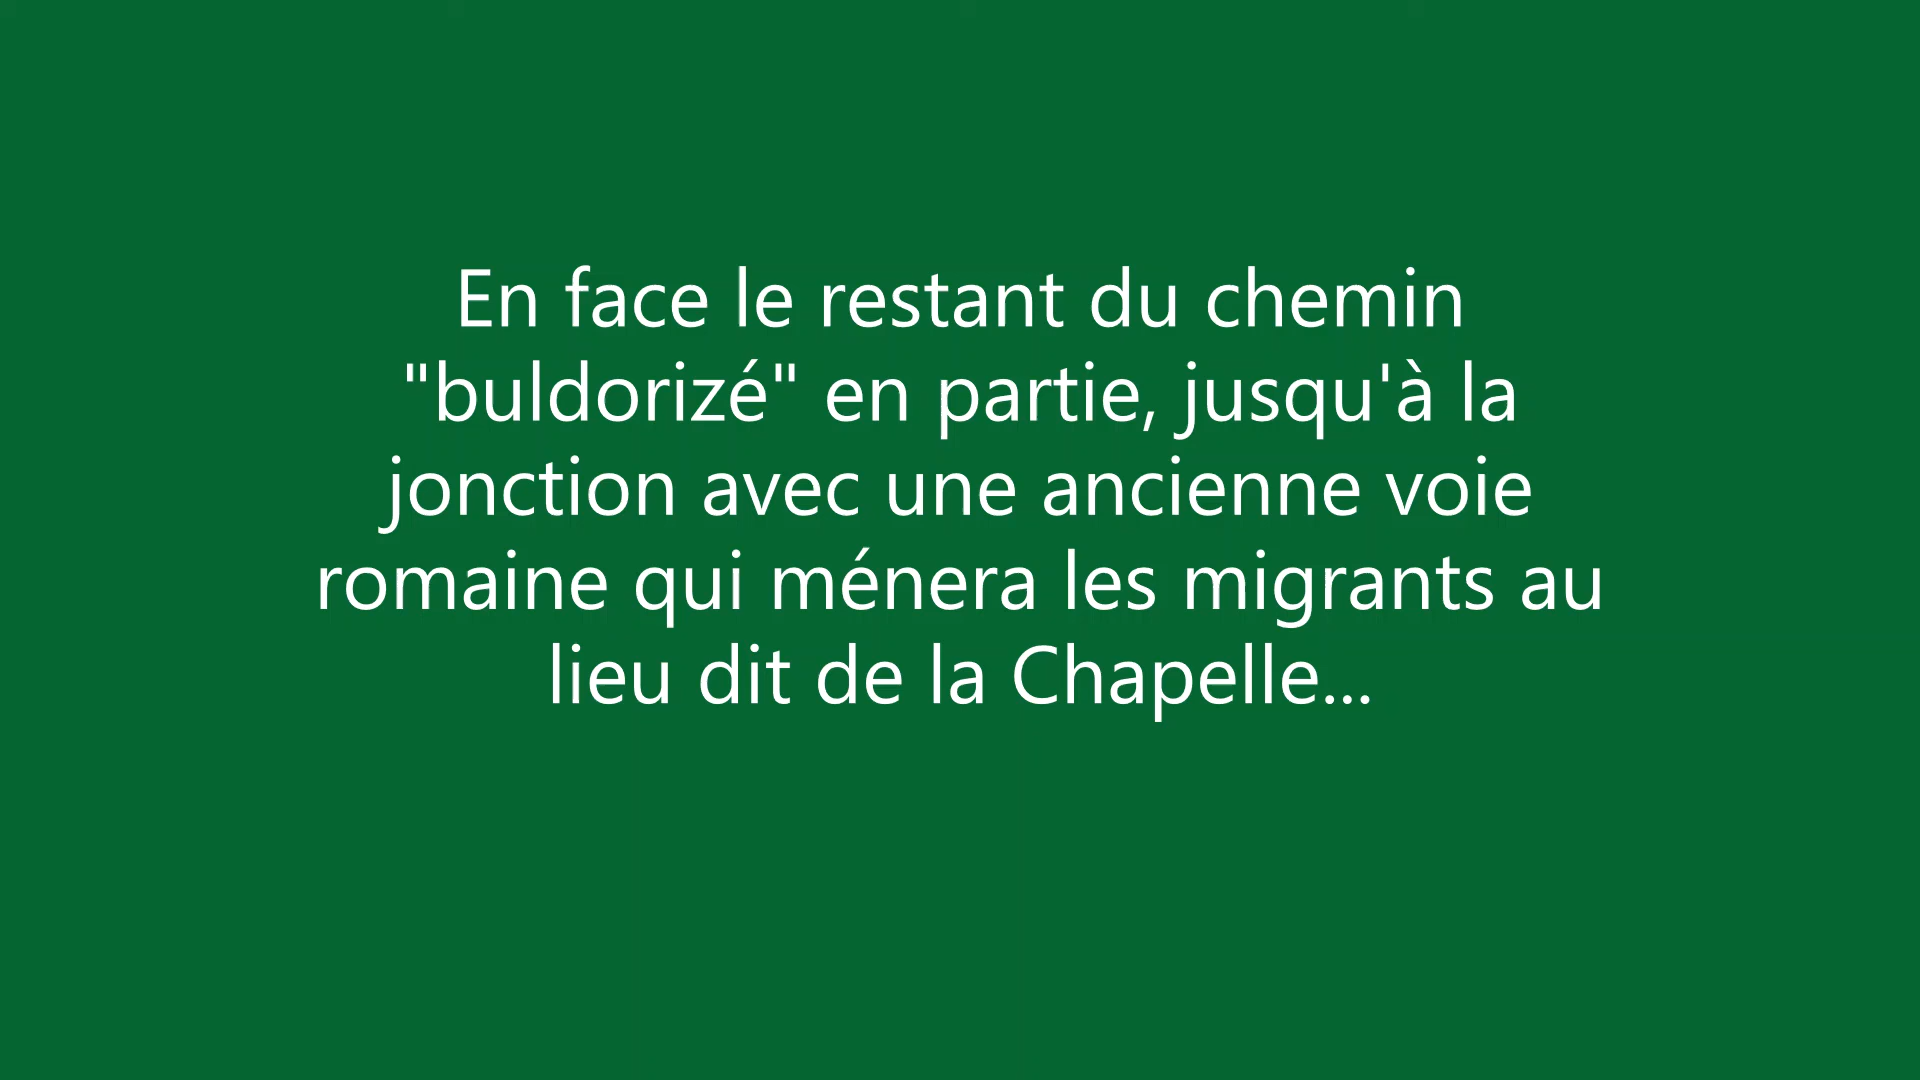 En face le restant du chemin
"buldorizé" en partie, jusqu'à la
jonction avec une ancienne voie
romaine qui ménera les migrants au
lieu dit de la Chapelle...